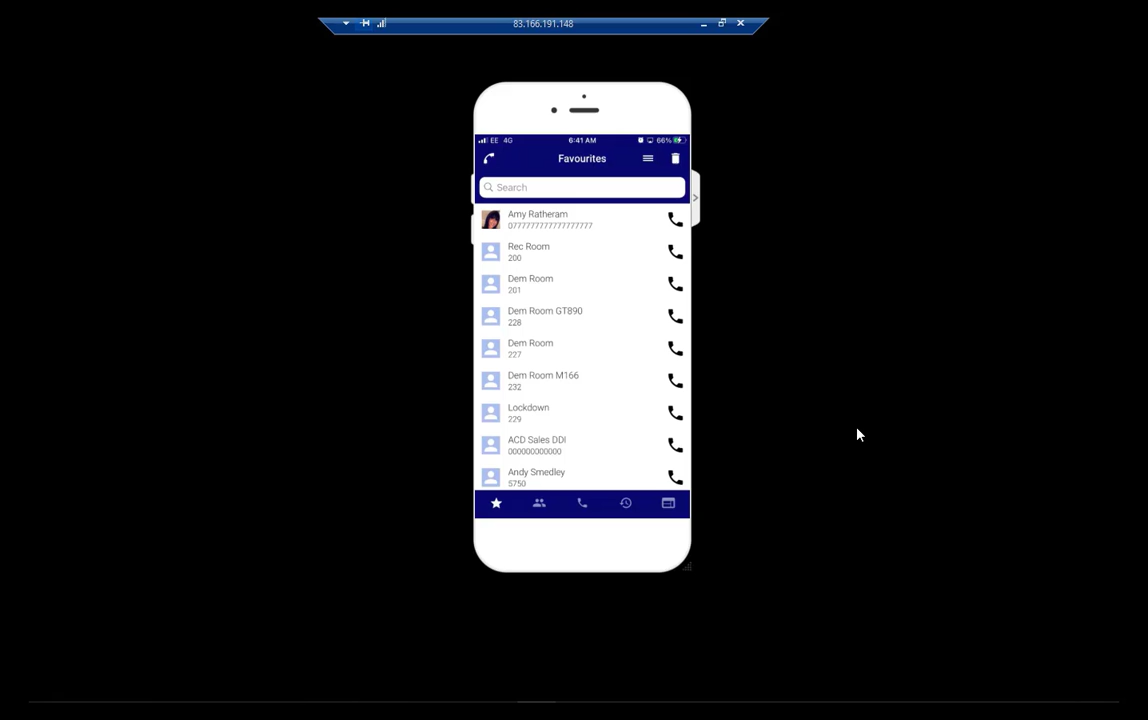 83.166.191.148
EE 4G 6:41 AM 66%
Favourites
Search
Amy Ratheram
07777777777777777777
Rec Room
200
Dem Room
201
Dem Room GT890
228
Dem Room
227
Dem Room M166
232
Lockdown
229
ACD Sales DDI
000000000000
Andy Smedley
5750